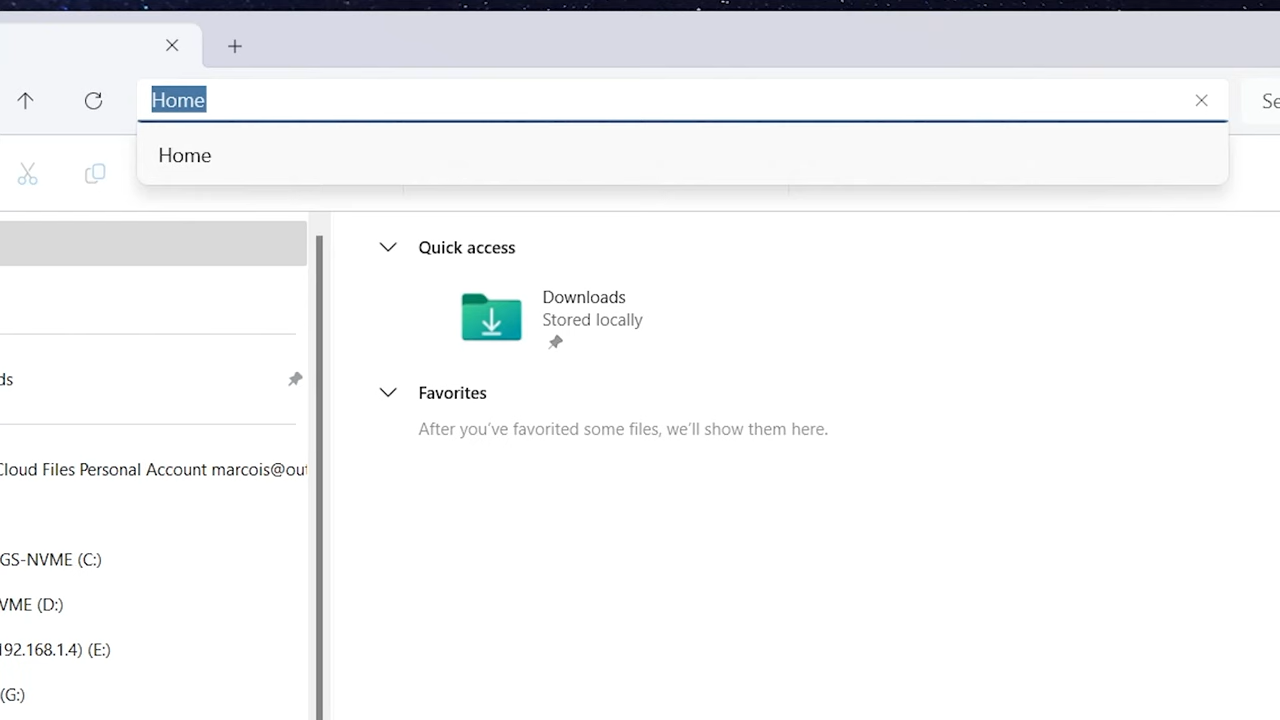 Home
Se
Home
Quick access
Downloads
Stored locally
Favorites
After you've favorited some files, we'll show them here.
ds
Cloud Files Personal Account marcois@ou
GS-NVME (C:)
VME (D:)
192.168.1.4) (E:)
(G:)